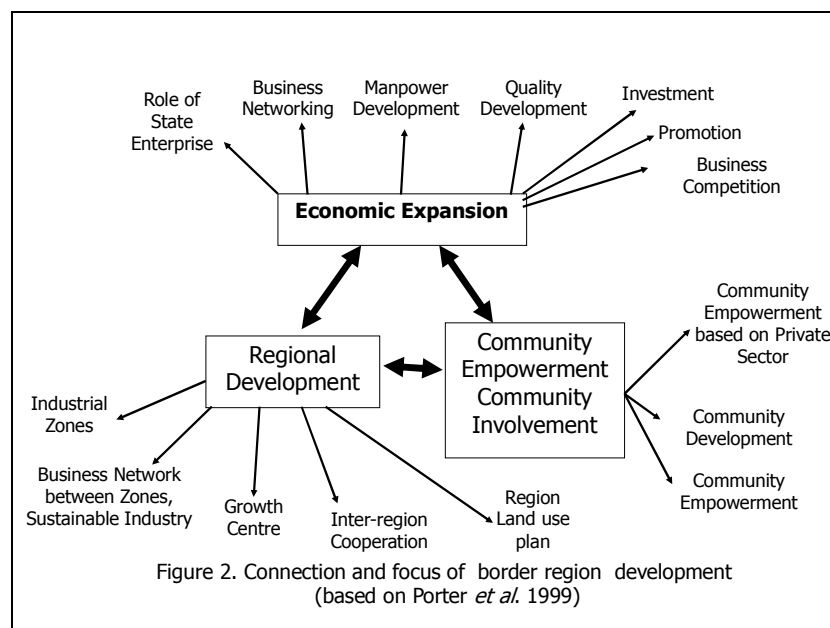 Role of
State
Enterprise
Business
Networking
Manpower
Development
Quality
Development
Investment
Promotion
Business
Competition
Economic Expansion
Regional
Development
Community
Empowerment
Community
Involvement
Community
Empowerment
based on Private
Sector
Community
Development
Community
Empowerment
Industrial
Zones
Business Network
between Zones,
Sustainable Industry
Growth
Centre
Inter-region
Cooperation
Region
Land use
plan
Figure 2. Connection and focus of border region development
(based on Porter et al. 1999)